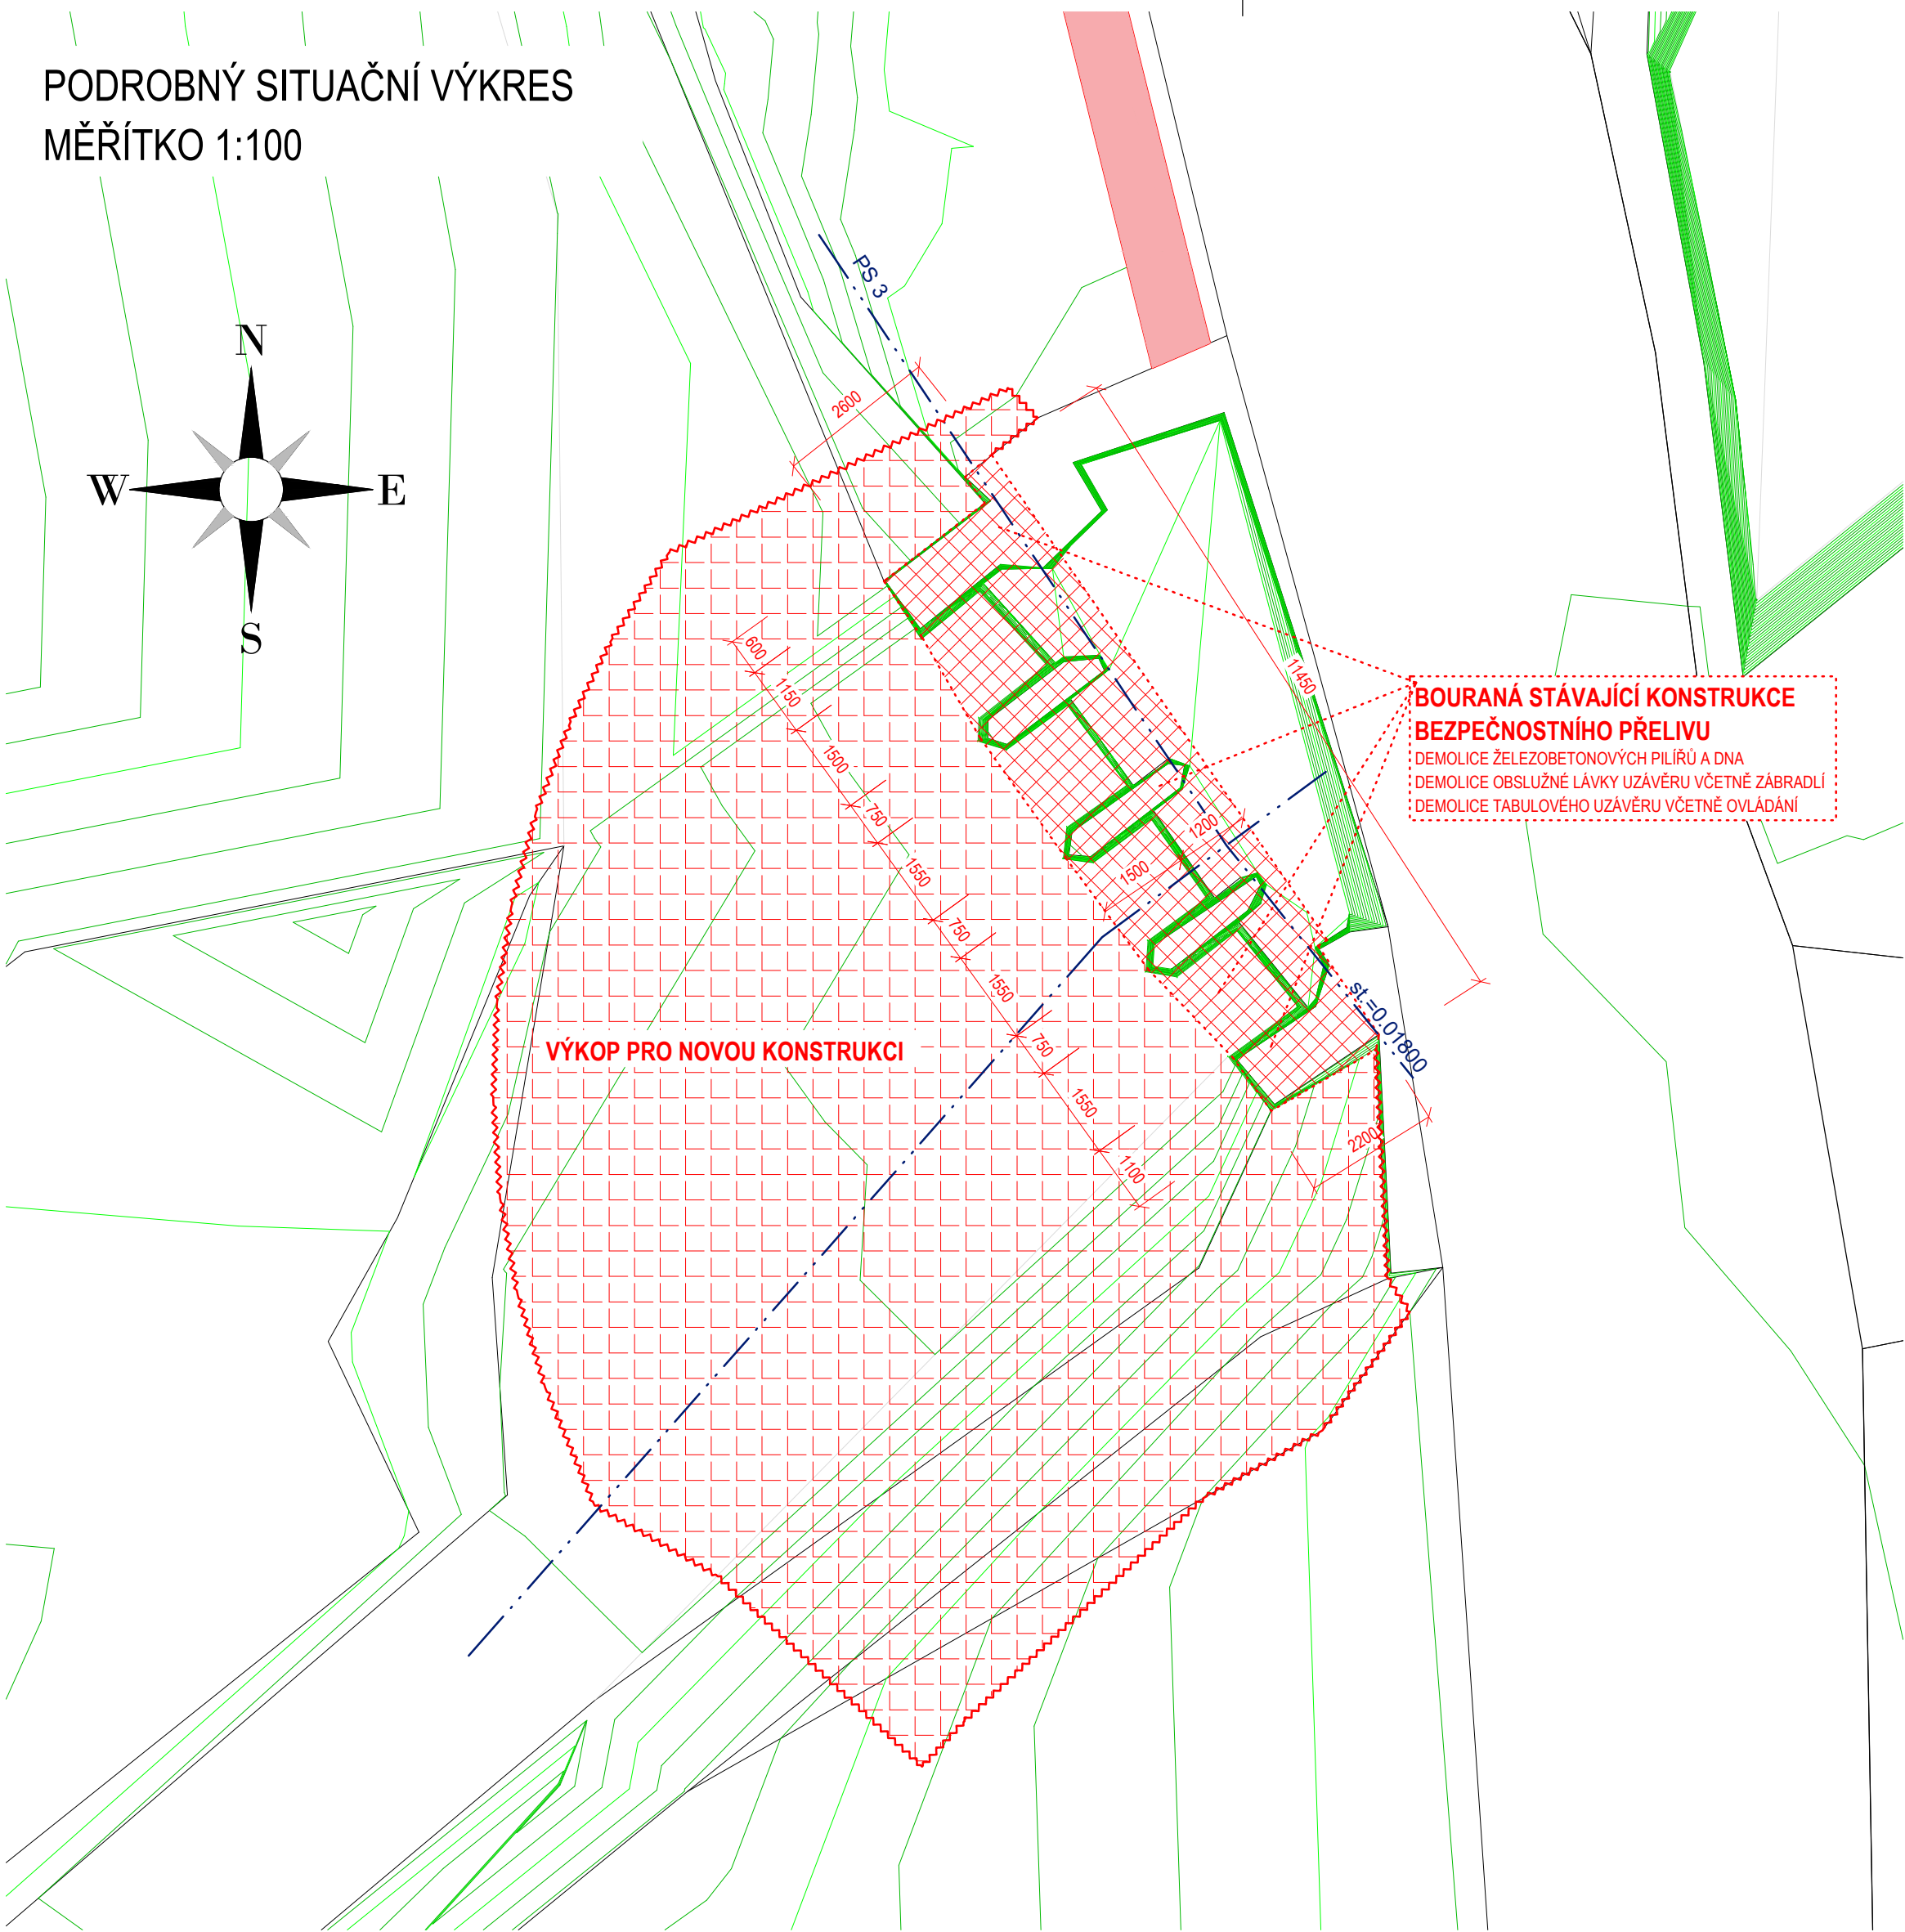 PODROBNÝ SITUAČNÍ VÝKRES
MĚŘÍTKO 1:100
PS 3
N
W
E
S
2600
600
1150
1500
750
1550
750
1550
750
1550
1100
11450
1200
1500
2200
st.=0.01800
BOURANÁ STÁVAJÍCÍ KONSTRUKCE
BEZPEČNOSTNÍHO PŘELIVU
DEMOLICE ŽELEZOBETONOVÝCH PILÍŘŮ A DNA
DEMOLICE OBSLUŽNÉ LÁVKY UZÁVĚRU VČETNĚ ZÁBRADLÍ
DEMOLICE TABULOVÉHO UZÁVĚRU VČETNĚ OVLÁDÁNÍ
VÝKOP PRO NOVOU KONSTRUKCI